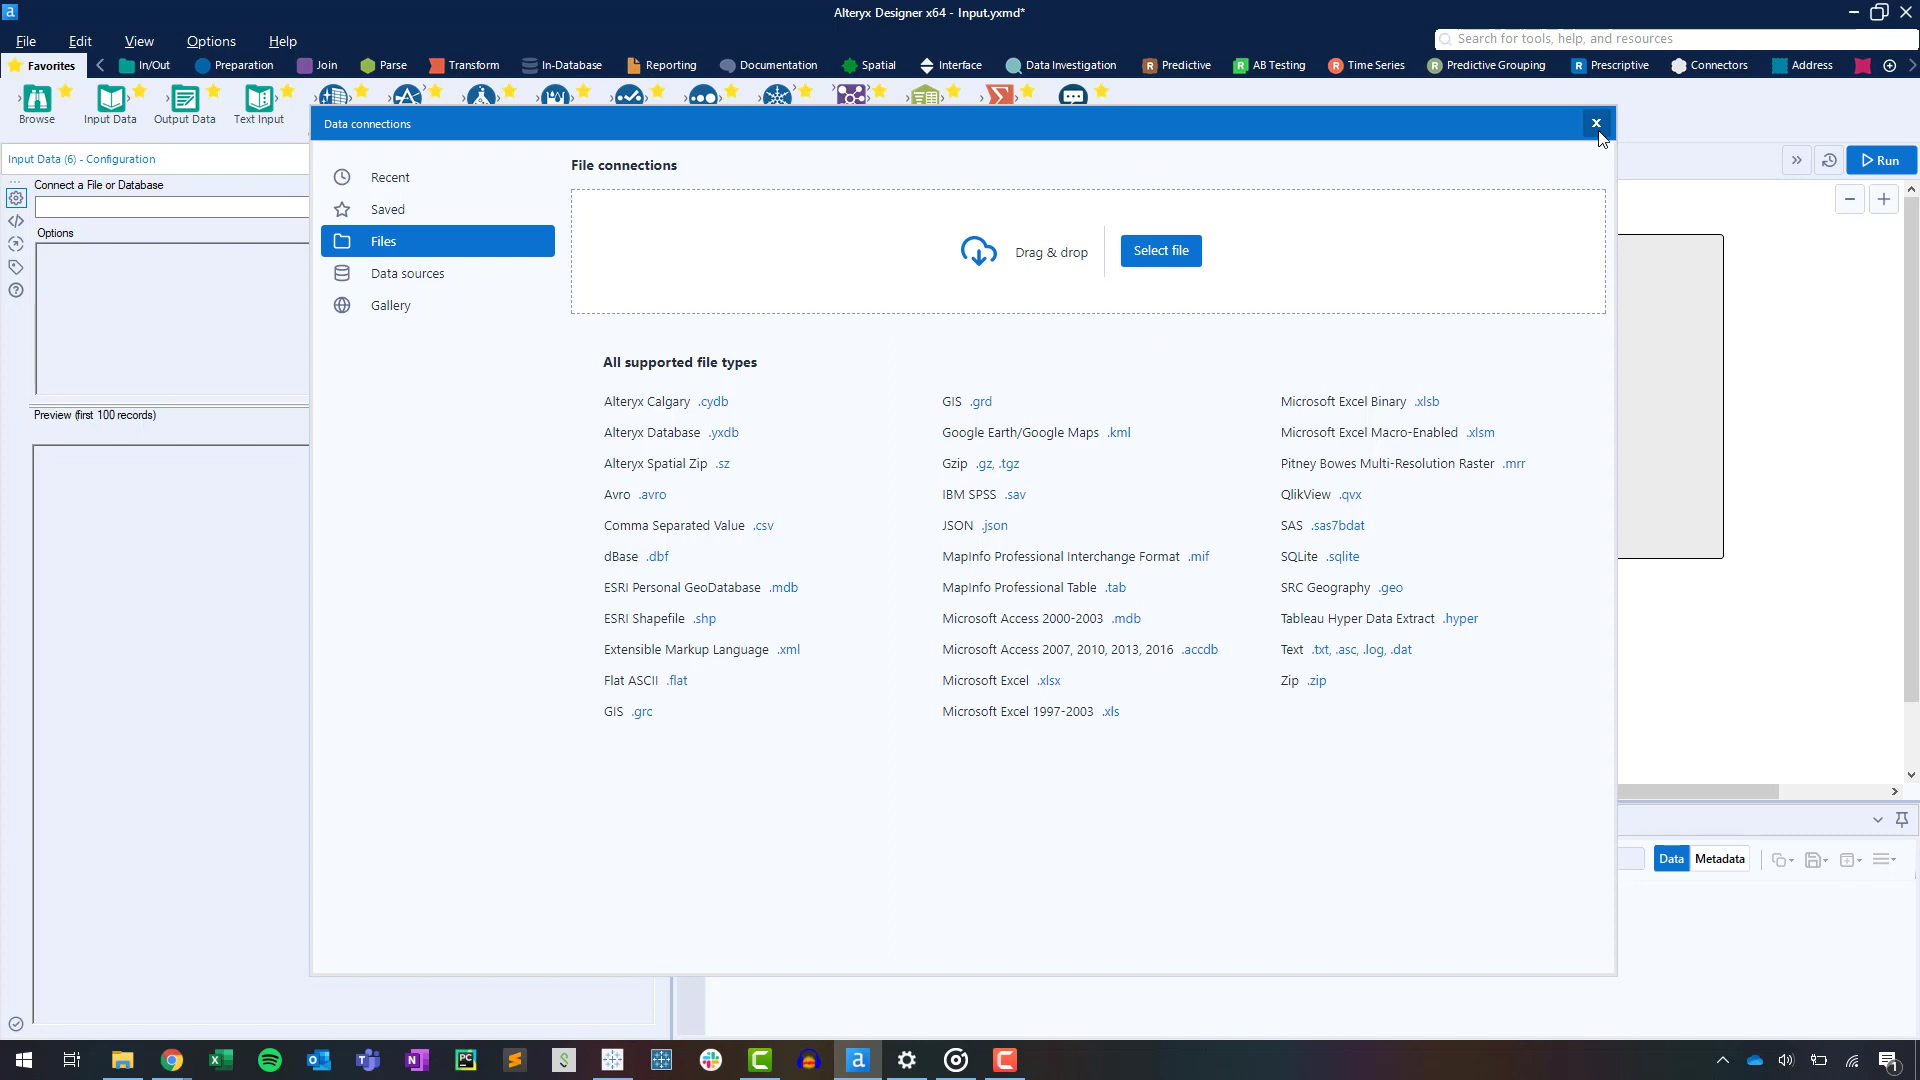 Alteryx Designer x64 - Input.yxmd*
File Edit View Options Help
Search for tools, help, and resources
Favorites In/Out Preparation Join Parse Transform In-Database Reporting Documentation Spatial Interface Data Investigation Predictive AB Testing Time Series Predictive Grouping Prescriptive Connectors Address
Browse Input Data Output Data Text Input
Data connections
Input Data (6) - Configuration
Run
Connect a File or Database
Options
Preview (first 100 records)
Recent
Saved
Files
Data sources
Gallery
File connections
Drag & drop
Select file
All supported file types
Alteryx Calgary .cydb
Alteryx Database .yxdb
Alteryx Spatial Zip .sz
Avro .avro
Comma Separated Value .csv
dBase .dbf
ESRI Personal GeoDatabase .mdb
ESRI Shapefile .shp
Extensible Markup Language .xml
Flat ASCII .flat
GIS .grc
GIS .grd
Google Earth/Google Maps .kml
Gzip .gz, .tgz
IBM SPSS .sav
JSON .json
MapInfo Professional Interchange Format .mif
MapInfo Professional Table .tab
Microsoft Access 2000-2003 .mdb
Microsoft Access 2007, 2010, 2013, 2016 .accdb
Microsoft Excel .xlsx
Microsoft Excel 1997-2003 .xls
Microsoft Excel Binary .xlsb
Microsoft Excel Macro-Enabled .xlsm
Pitney Bowes Multi-Resolution Raster .mrr
QlikView .qvx
SAS .sas7bdat
SQLite .sqlite
SRC Geography .geo
Tableau Hyper Data Extract .hyper
Text .txt, .asc, .log, .dat
Zip .zip
Data Metadata